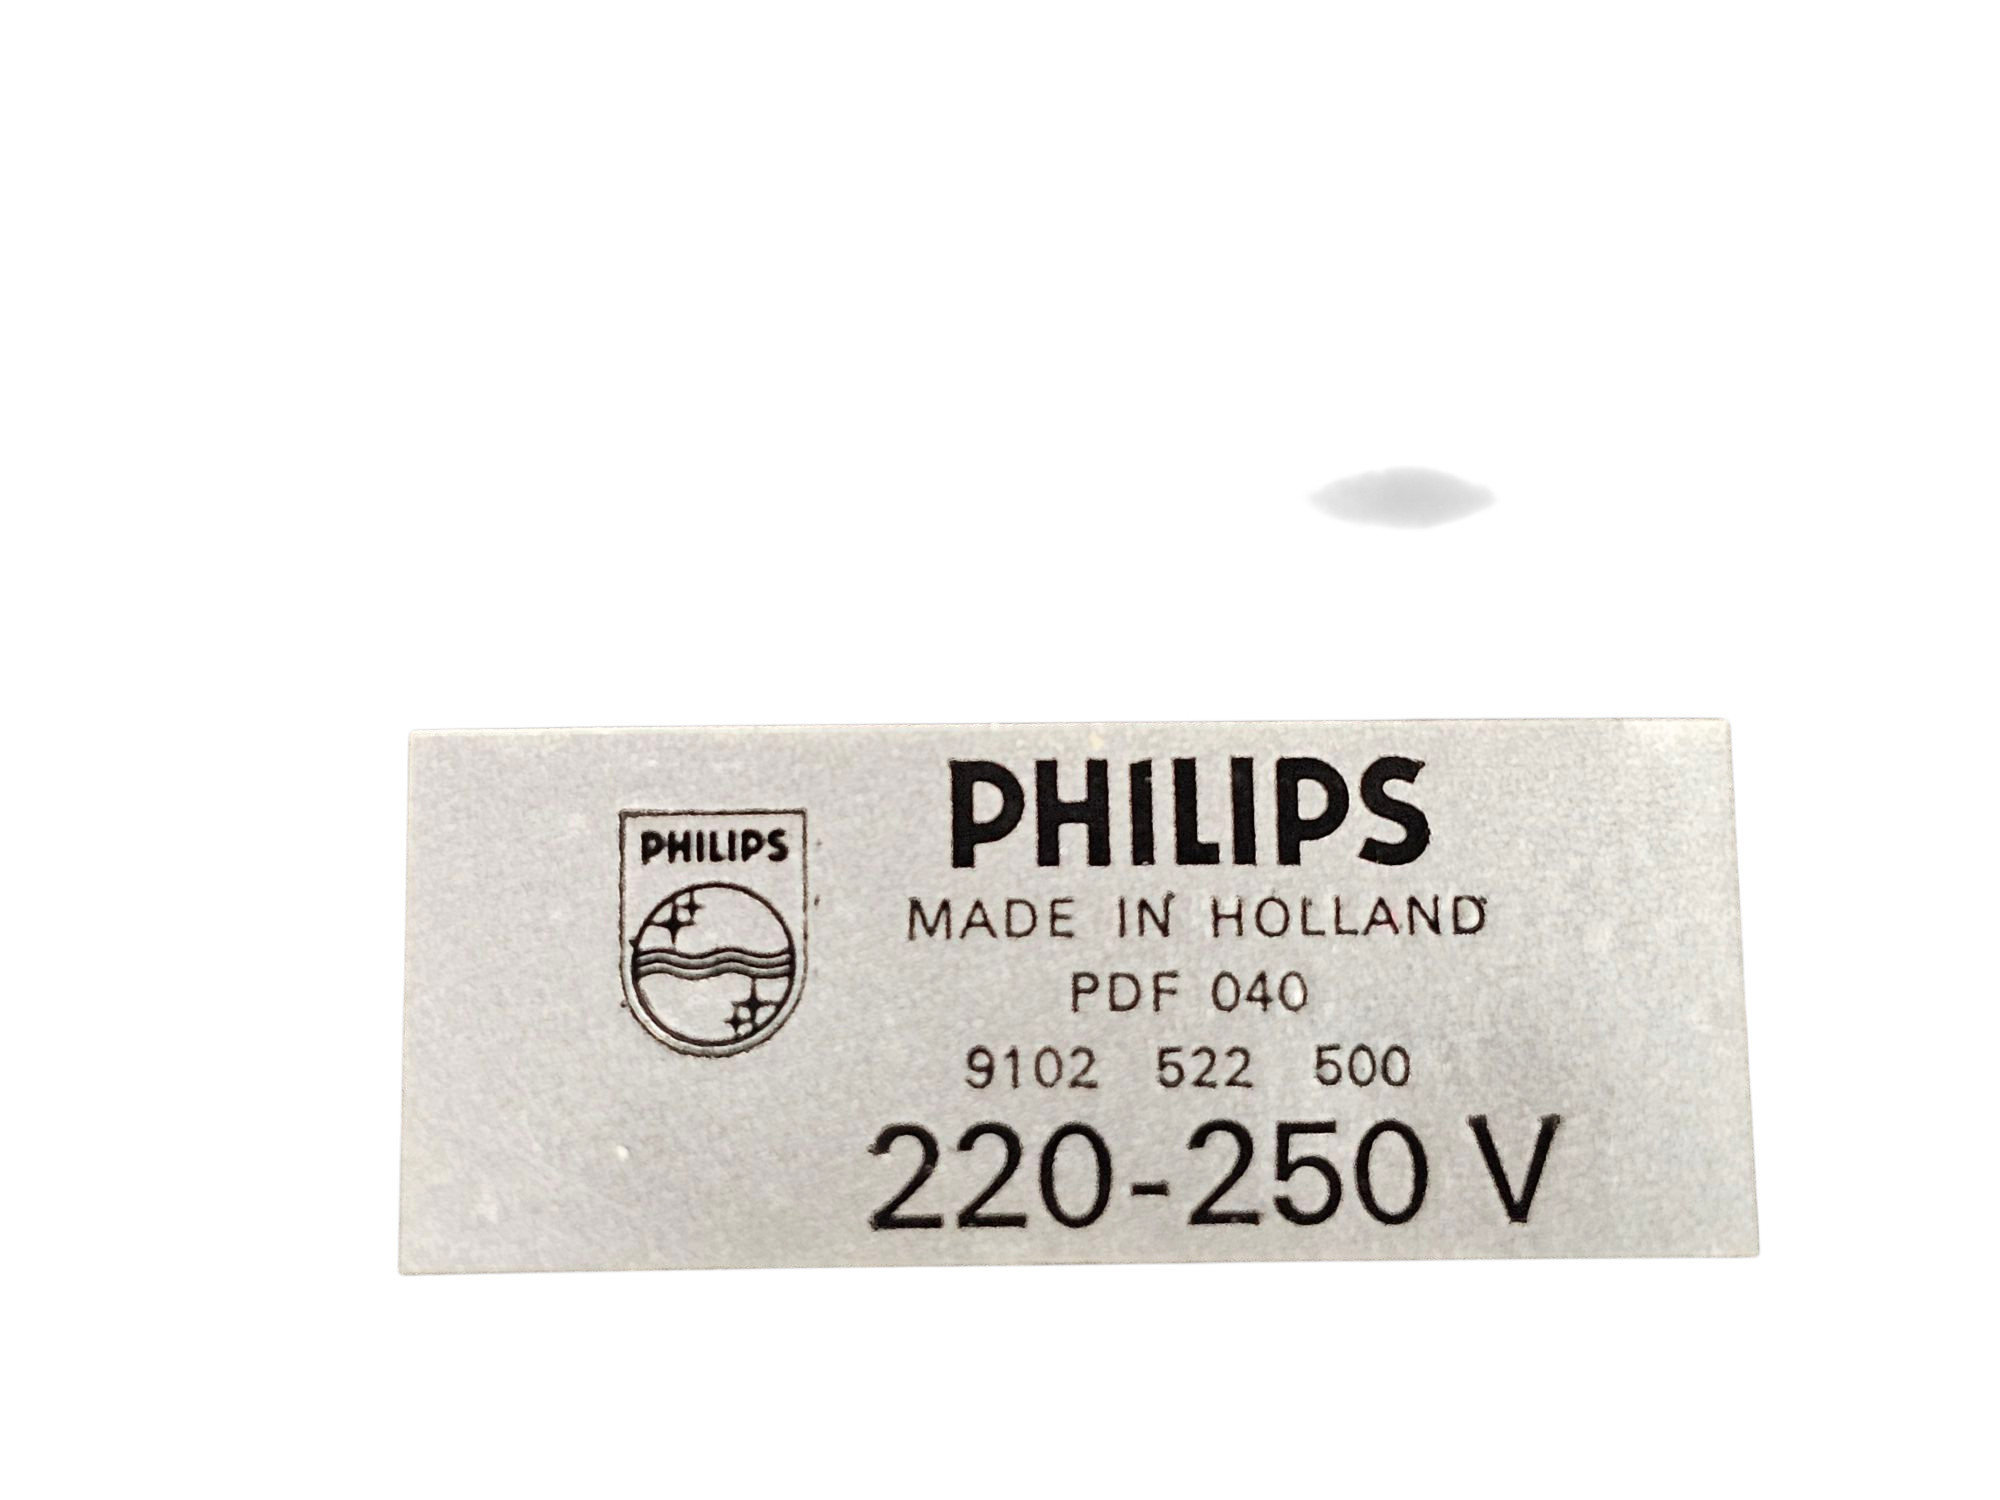 PHILIPS
PHILIPS
MADE IN HOLLAND
PDF 040
9102 522 500
220-250 V